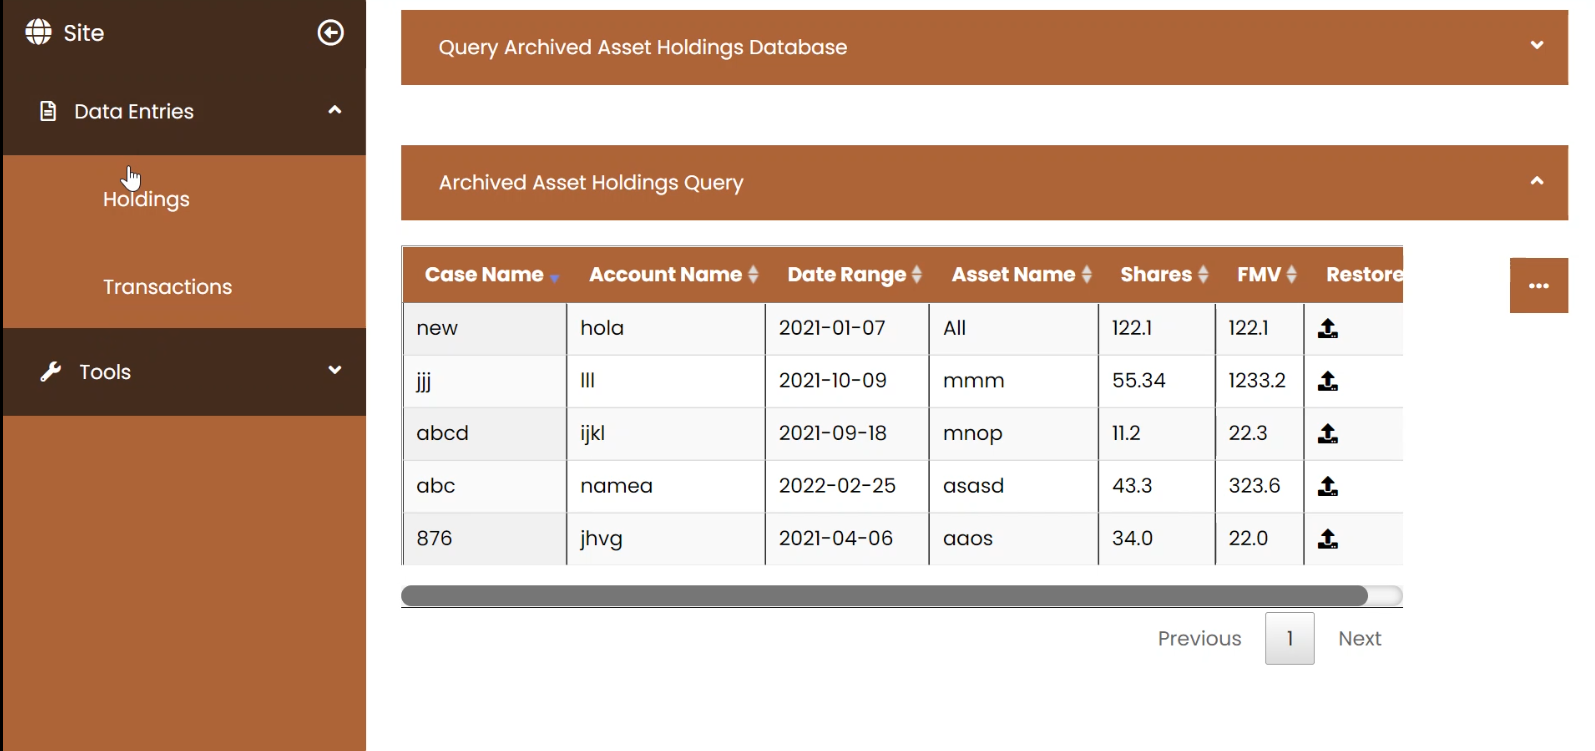 Site
Data Entries
Holdings
Transactions
Tools
Query Archived Asset Holdings Database
Archived Asset Holdings Query
Case Name Account Name Date Range Asset Name Shares FMV Restore
new hola 2021-01-07 All 122.1 122.1
jjj lll 2021-10-09 mmm 55.34 1233.2
abcd ijkl 2021-09-18 mnop 11.2 22.3
abc namea 2022-02-25 asasd 43.3 323.6
876 jhvg 2021-04-06 aaos 34.0 22.0
Previous 1 Next